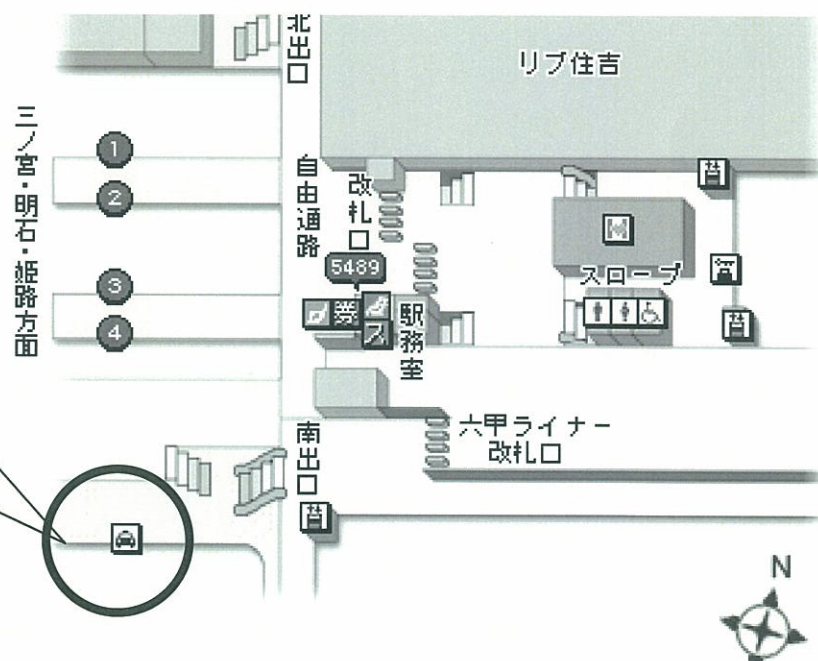 北出口
リブ住吉
三ノ宮・明石・姫路方面
1
2
3
4
自由通路
改札口
5489
券
駅務室
スロープ
六甲ライナー
改札口
南出口
N